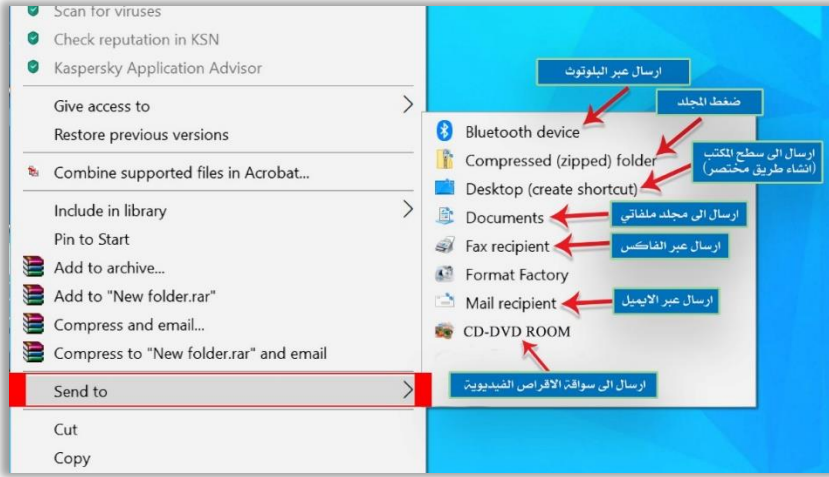 Scan for viruses
Check reputation in KSN
Kaspersky Application Advisor
Give access to
Restore previous versions
Combine supported files in Acrobat...
Include in library
Pin to Start
Add to archive...
Add to "New folder.rar"
Compress and email...
Compress to "New folder.rar" and email
Send to
Cut
Copy
ارسال عبر البلوتوث
Bluetooth device
ضغط المجلد
Compressed (zipped) folder
ارسال الى سطح المكتب
(انشاء طريق مختصر)
Desktop (create shortcut)
ارسال الى مجلد ملفاتي
Documents
ارسال عبر الفاكس
Fax recipient
Format Factory
ارسال عبر الايميل
Mail recipient
CD-DVD ROOM
ارسال الى سواقة الاقراص الفيديوية